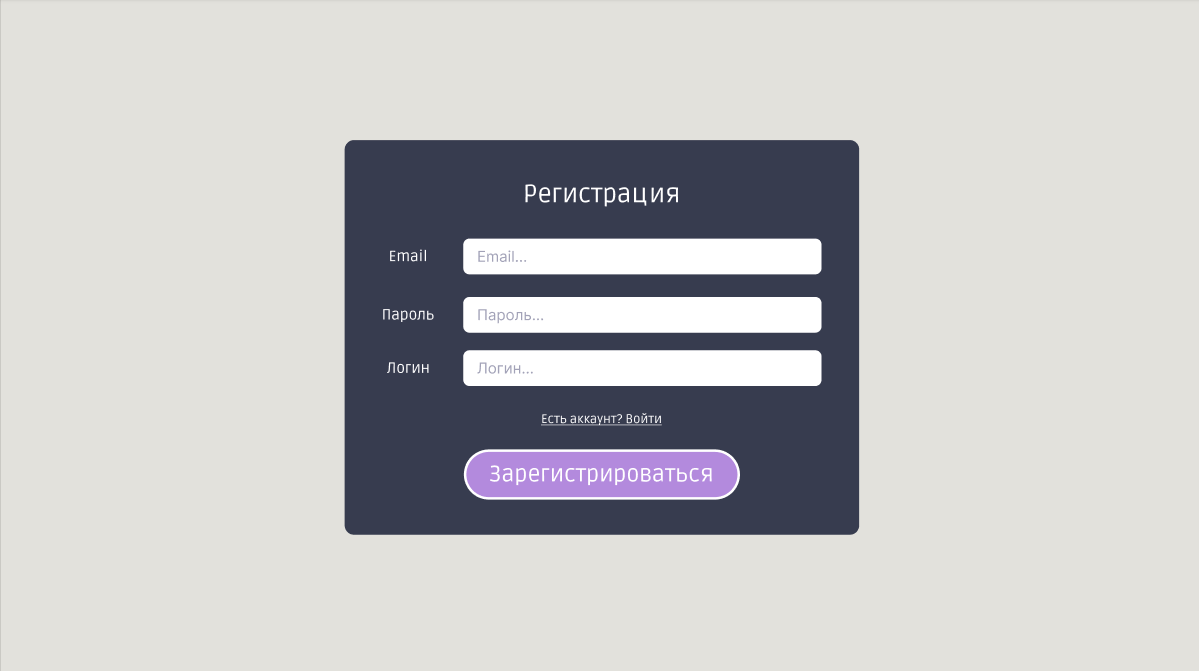 Регистрация
Email Email...
Пароль Пароль...
Логин Логин...
Есть аккаунт? Войти
Зарегистрироваться